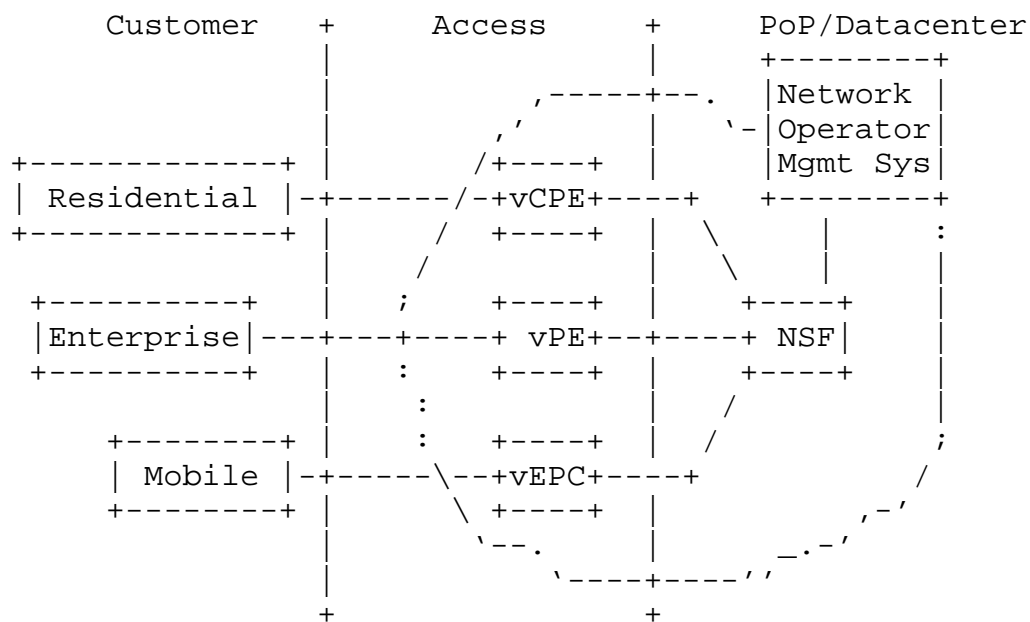 Customer Access PoP/Datacenter
Network
Operator
Mgmt Sys
Residential vCPE
Enterprise vPE NSF
Mobile vEPC